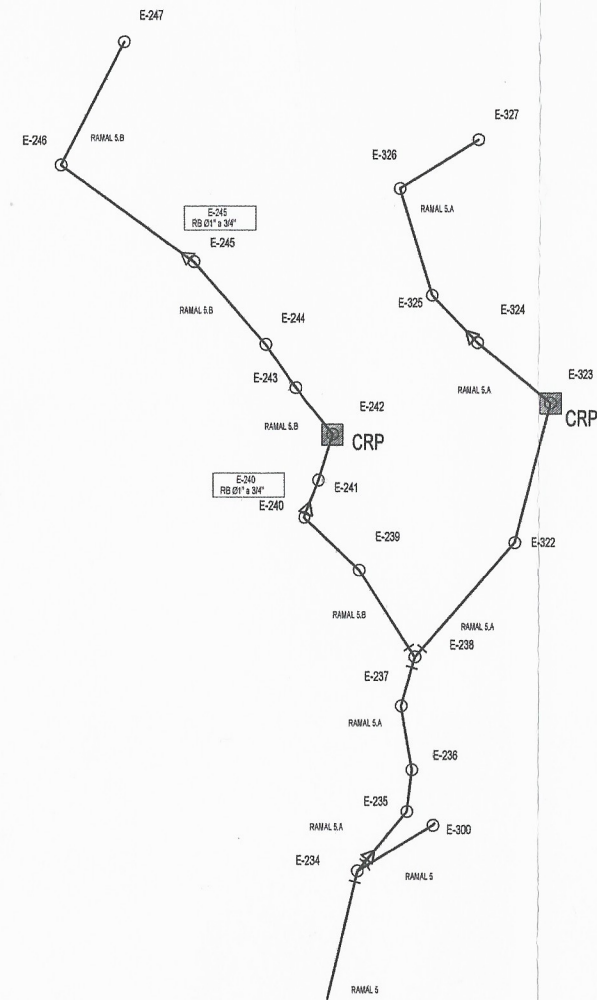 E-247
E-246
RAMAL 5.B
E-327
E-326
RAMAL 5.A
E-245
RB Ø1" a 3/4"
E-245
RAMAL 5.B
E-325
E-324
E-244
E-243
RAMAL 5.A
E-323
CRP
E-242
RAMAL 5.B
CRP
E-240
RB Ø1" a 3/4"
E-241
E-240
E-239
E-322
RAMAL 5.B
RAMAL 5.A
E-238
E-237
RAMAL 5.A
E-236
E-235
RAMAL 5.A
E-300
E-234
RAMAL 5
RAMAL 5